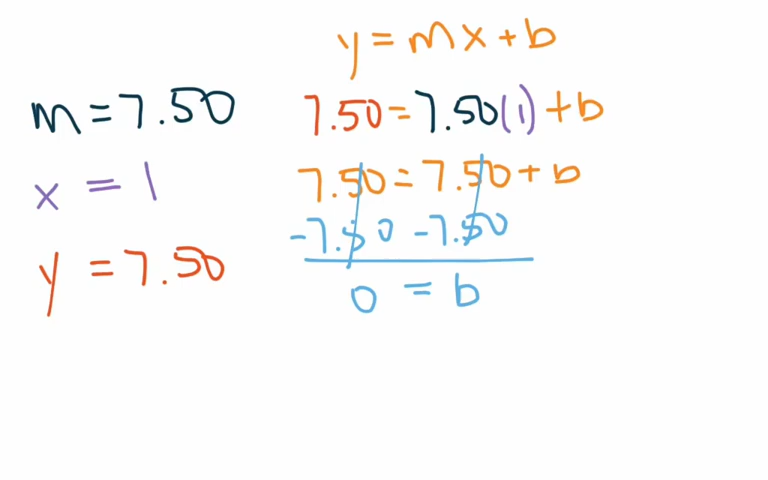 y = mx + b
m = 7.50
7.50 = 7.50(1) + b
x = 1
7.50 = 7.50 + b
-7.50 -7.50
y = 7.50
0 = b